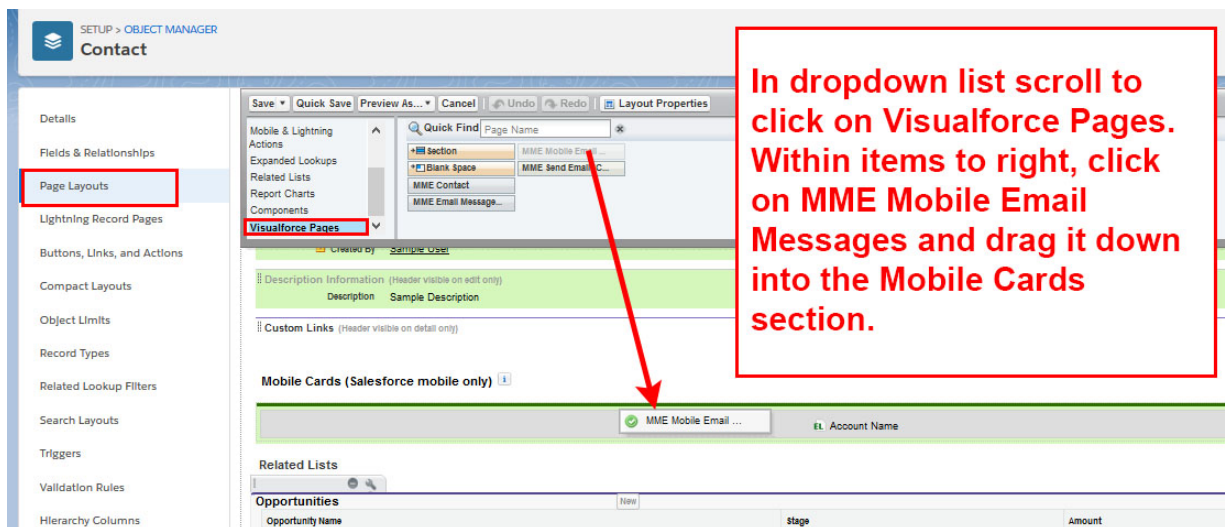 SETUP > OBJECT MANAGER
Contact
Details
Fields & Relationships
Page Layouts
Lightning Record Pages
Buttons, Links, and Actions
Compact Layouts
Object Limits
Record Types
Related Lookup Filters
Search Layouts
Triggers
Validation Rules
Hierarchy Columns
Save Quick Save Preview As... Cancel Undo Redo Layout Properties
Mobile & Lightning
Actions
Expanded Lookups
Related Lists
Report Charts
Components
Visualforce Pages
Quick Find Page Name
Section MME Mobile Email ...
Blank Space MME Send Email C...
MME Contact
MME Email Message...
Created By Sample User
Description Information (Header visible on edit only)
Description Sample Description
Custom Links (Header visible on detail only)
Mobile Cards (Salesforce mobile only) i
MME Mobile Email ... EL Account Name
Related Lists
Opportunities New
Opportunity Name Stage Amount
In dropdown list scroll to
click on Visualforce Pages.
Within items to right, click
on MME Mobile Email
Messages and drag it down
into the Mobile Cards
section.